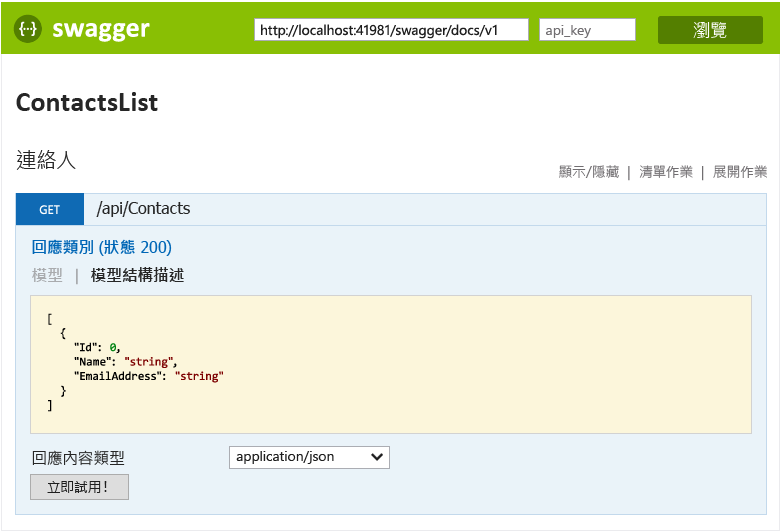 {··} swagger http://localhost:41981/swagger/docs/v1 api_key 瀏覽
ContactsList
連絡人
顯示/隱藏 | 清單作業 | 展開作業
GET /api/Contacts
回應類別 (狀態 200)
模型 | 模型結構描述
[
{
"Id": 0,
"Name": "string",
"EmailAddress": "string"
}
]
回應內容類型 application/json
立即試用!